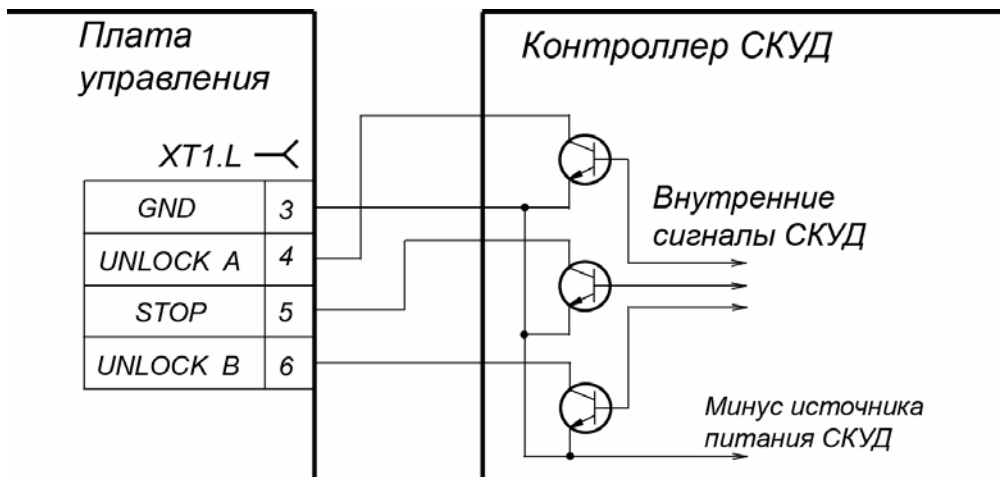 Плата
управления
Контроллер СКУД
XT1.L
GND 3
UNLOCK A 4
STOP 5
UNLOCK B 6
Внутренние
сигналы СКУД
Минус источника
питания СКУД